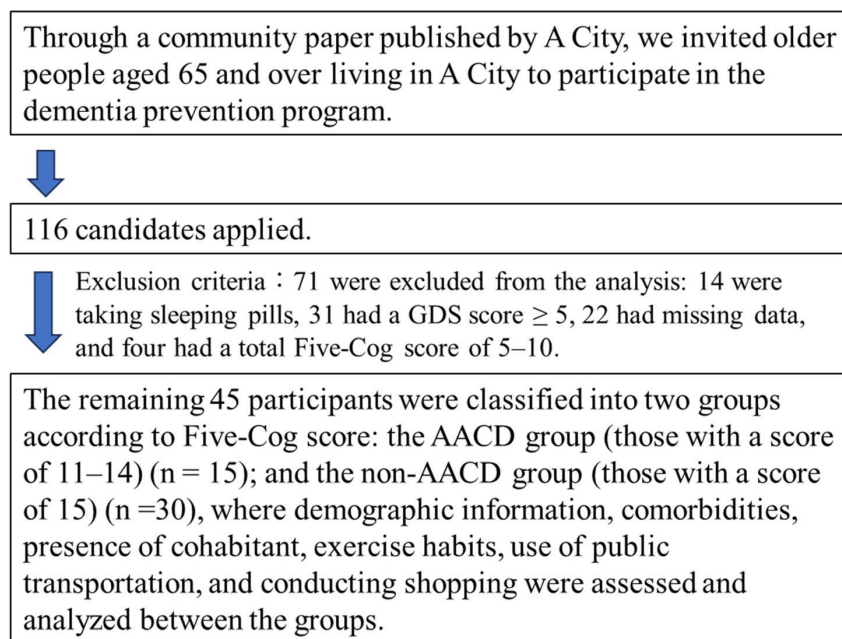 Through a community paper published by A City, we invited older
people aged 65 and over living in A City to participate in the
dementia prevention program.
116 candidates applied.
Exclusion criteria：71 were excluded from the analysis: 14 were
taking sleeping pills, 31 had a GDS score ≥ 5, 22 had missing data,
and four had a total Five-Cog score of 5–10.
The remaining 45 participants were classified into two groups
according to Five-Cog score: the AACD group (those with a score
of 11–14) (n = 15); and the non-AACD group (those with a score
of 15) (n =30), where demographic information, comorbidities,
presence of cohabitant, exercise habits, use of public
transportation, and conducting shopping were assessed and
analyzed between the groups.